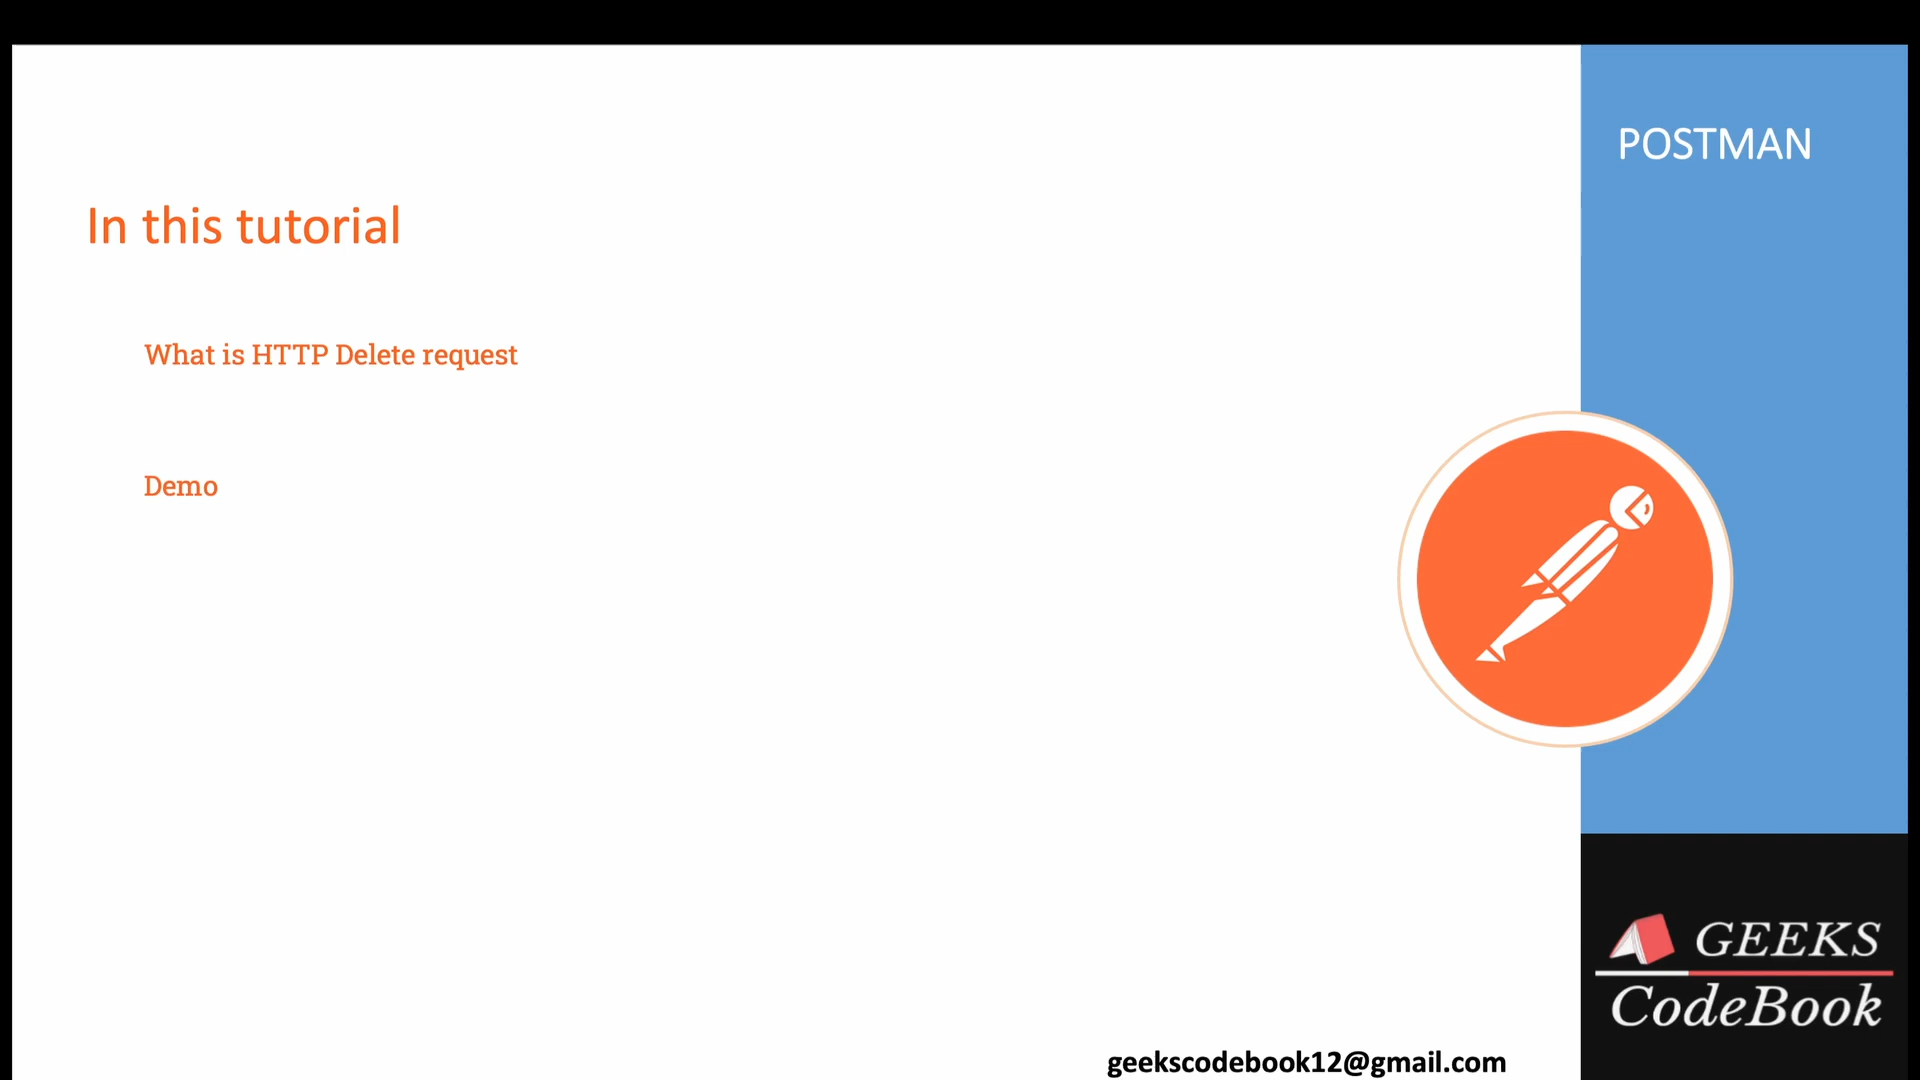 POSTMAN
In this tutorial
What is HTTP Delete request
Demo
GEEKS
CodeBook
geekscodebook12@gmail.com